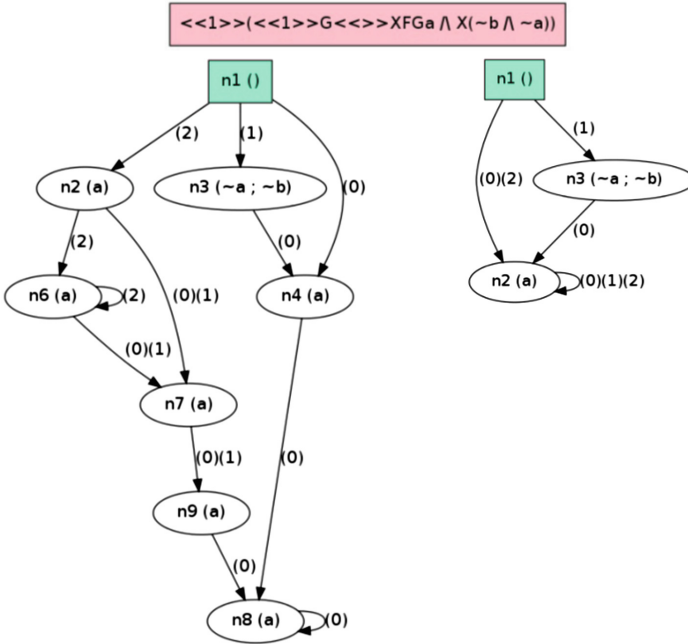 <<1>>(<<1>>G<<>>XFGa /\ X(~b /\ ~a))
n1 ()
n1 ()
(2)
(1)
(1)
n2 (a)
n3 (~a ; ~b)
(0)
(0)(2)
n3 (~a ; ~b)
(2)
(0)
(0)
n6 (a)
(2)
(0)(1)
n4 (a)
n2 (a)
(0)(1)(2)
(0)(1)
n7 (a)
(0)(1)
(0)
n9 (a)
(0)
n8 (a)
(0)